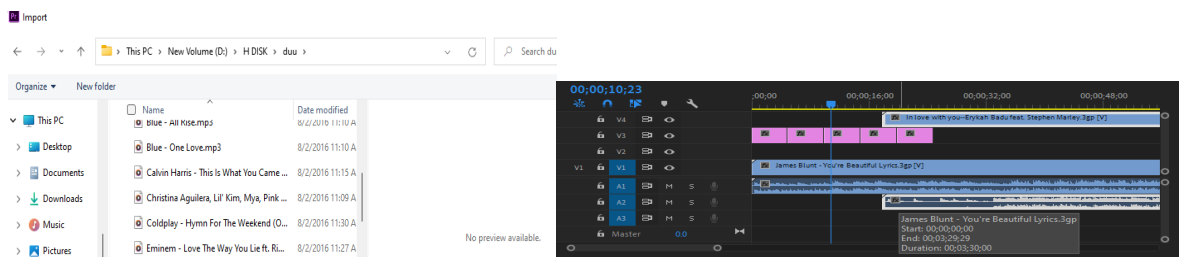 Pr Import
This PC > New Volume (D:) > H DISK > duu >
Search du
Organize
New folder
Name
Date modified
Blue - All Rise.mp3
8/2/2016 11:10 A
Blue - One Love.mp3
8/2/2016 11:10 A
Calvin Harris - This Is What You Came ...
8/2/2016 11:15 A
Christina Aguilera, Lil' Kim, Mya, Pink ...
8/2/2016 11:09 A
Coldplay - Hymn For The Weekend (O...
8/2/2016 11:30 A
Eminem - Love The Way You Lie ft. Ri...
8/2/2016 11:27 A
This PC
Desktop
Documents
Downloads
Music
Pictures
No preview available.
00;00;10;23
;00;00
00;00;16;00
00;00;32;00
00;00;48;00
V4
In love with you--Erykah Badu feat. Stephen Marley.3gp [V]
V3
V2
V1 V1
James Blunt - You're Beautiful Lyrics.3gp [V]
A1 M S
A2 M S
A3 M S
Master 0.0
James Blunt - You're Beautiful Lyrics.3gp
Start: 00;00;00;00
End: 00;03;29;29
Duration: 00;03;30;00